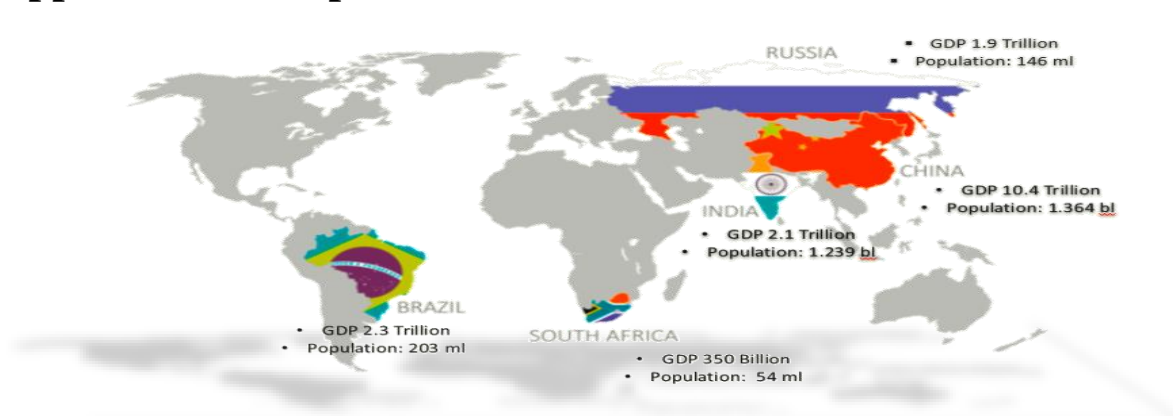 RUSSIA
▪ GDP 1.9 Trillion
▪ Population: 146 ml
CHINA
• GDP 10.4 Trillion
• Population: 1.364 bl
INDIA
• GDP 2.1 Trillion
• Population: 1.239 bl
BRAZIL
• GDP 2.3 Trillion
• Population: 203 ml
SOUTH AFRICA
• GDP 350 Billion
• Population: 54 ml